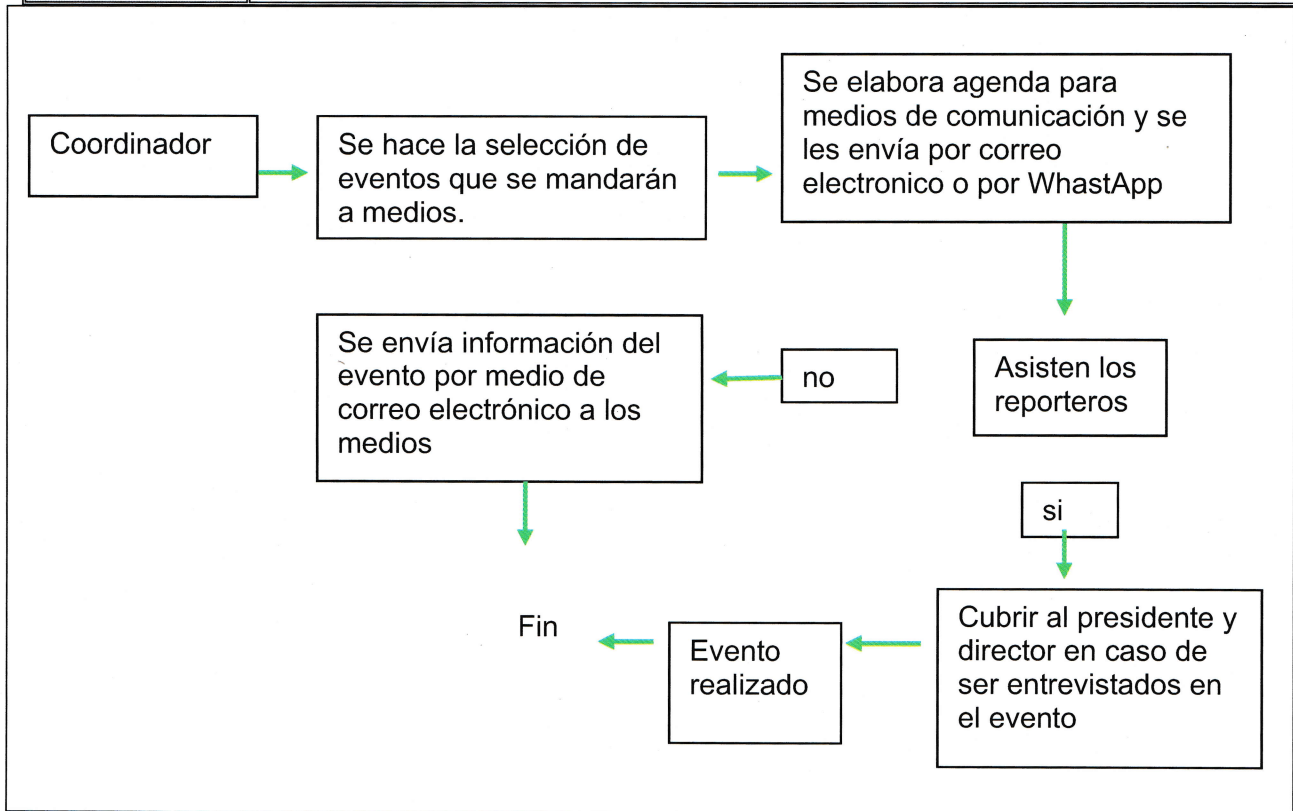 Coordinador
Se hace la selección de
eventos que se mandarán
a medios.
Se elabora agenda para
medios de comunicación y se
les envía por correo
electronico o por WhastApp
Asisten los
reporteros
no
Se envía información del
evento por medio de
correo electrónico a los
medios
si
Cubrir al presidente y
director en caso de
ser entrevistados en
el evento
Evento
realizado
Fin